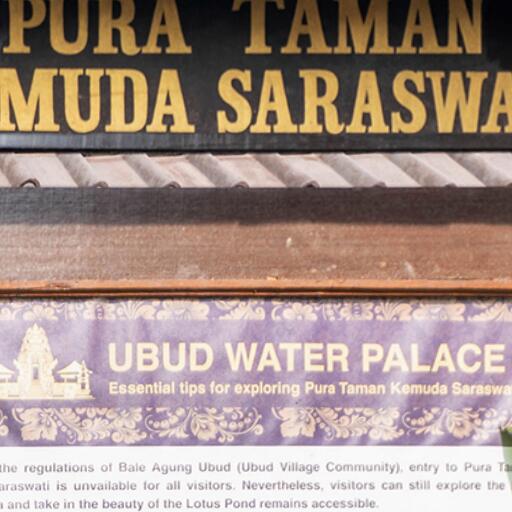 PURA TAMAN
MUDA SARASWA
UBUD WATER PALACE
Essential tips for exploring Pura Taman Kemuda Saraswa
the regulations of Bale Agung Ubud (Ubud Village Community), entry to Pura Ta
araswati is unavailable for all visitors. Nevertheless, visitors can still explore the
a and take in the beauty of the Lotus Pond remains accessible.